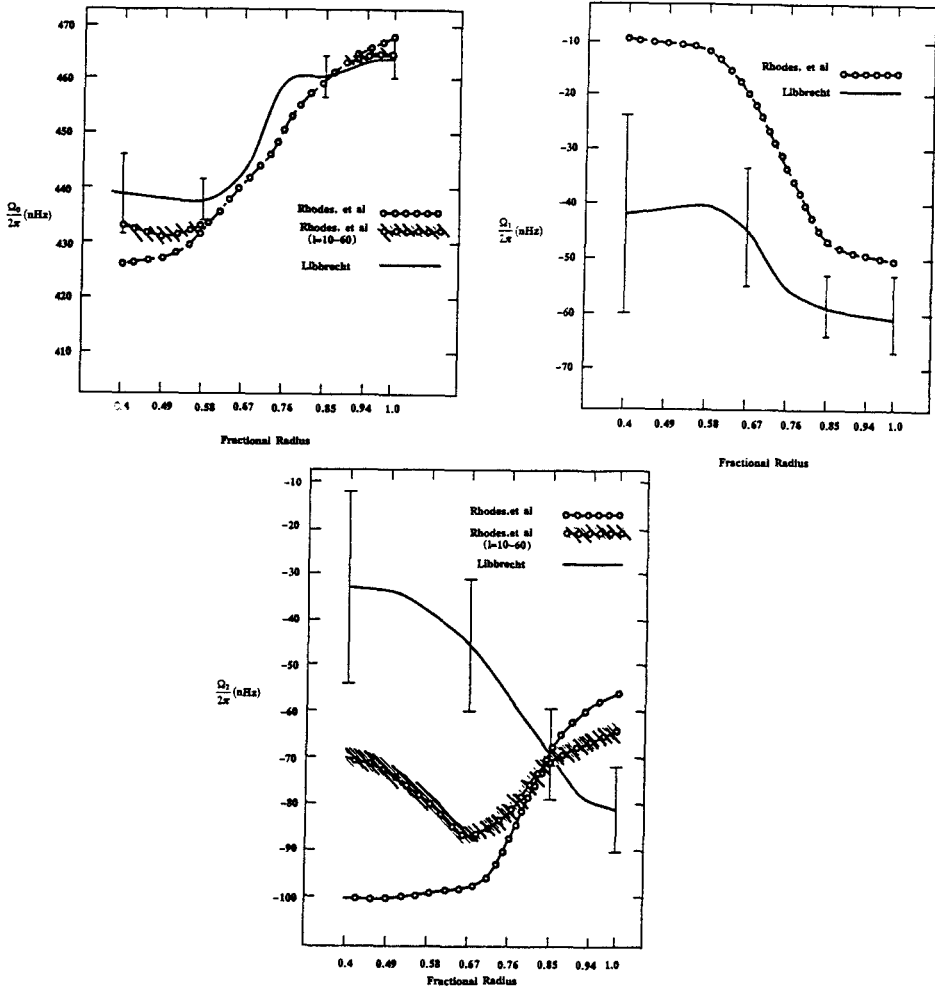 470
460
450
440
430
420
410
Ω₀/2π (nHz)
Rhodes. et al
Rhodes. et al
(l=10-60)
Libbrecht
0.4 0.49 0.58 0.67 0.76 0.85 0.94 1.0
Fractional Radius
-10
-20
-30
-40
-50
-60
-70
Ω₁/2π (nHz)
Rhodes. et al
Libbrecht
0.4 0.49 0.58 0.67 0.76 0.85 0.94 1.0
Fractional Radius
-10
-20
-30
-40
-50
-60
-70
-80
-90
-100
Ω₂/2π (nHz)
Rhodes.et al
Rhodes.et al
(l=10-60)
Libbrecht
0.4 0.49 0.58 0.67 0.76 0.85 0.94 1.0
Fractional Radius